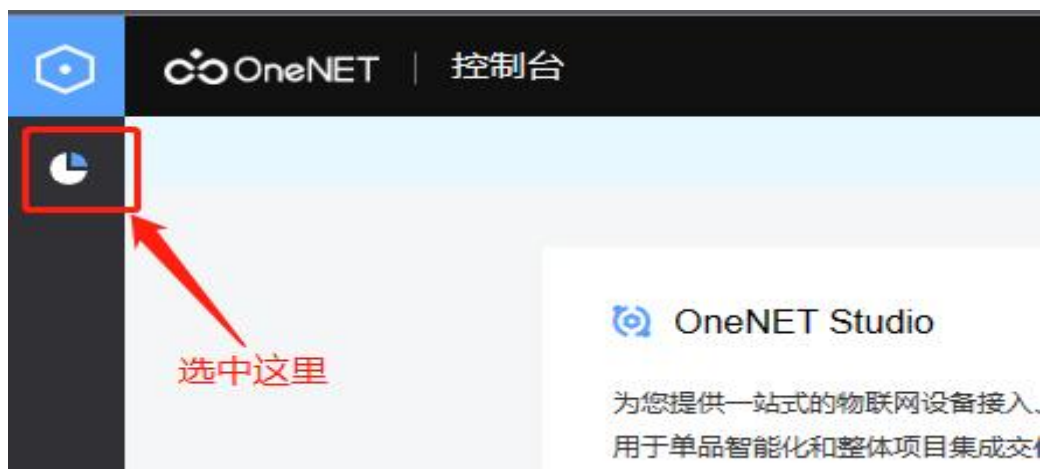 OneNET | 控制台
选中这里
OneNET Studio
为您提供一站式的物联网设备接入、
用于单品智能化和整体项目集成交